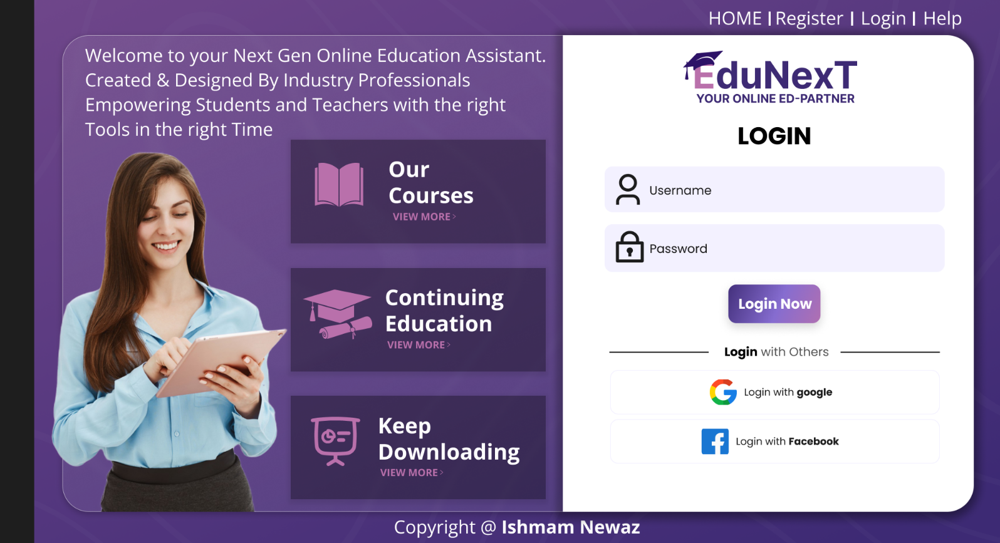 HOME | Register | Login | Help
Welcome to your Next Gen Online Education Assistant.
Created & Designed By Industry Professionals
Empowering Students and Teachers with the right
Tools in the right Time
Our
Courses
VIEW MORE >
Continuing
Education
VIEW MORE >
Keep
Downloading
VIEW MORE >
EduNexT
YOUR ONLINE ED-PARTNER
LOGIN
Username
Password
Login Now
Login with Others
Login with google
Login with Facebook
Copyright @ Ishmam Newaz